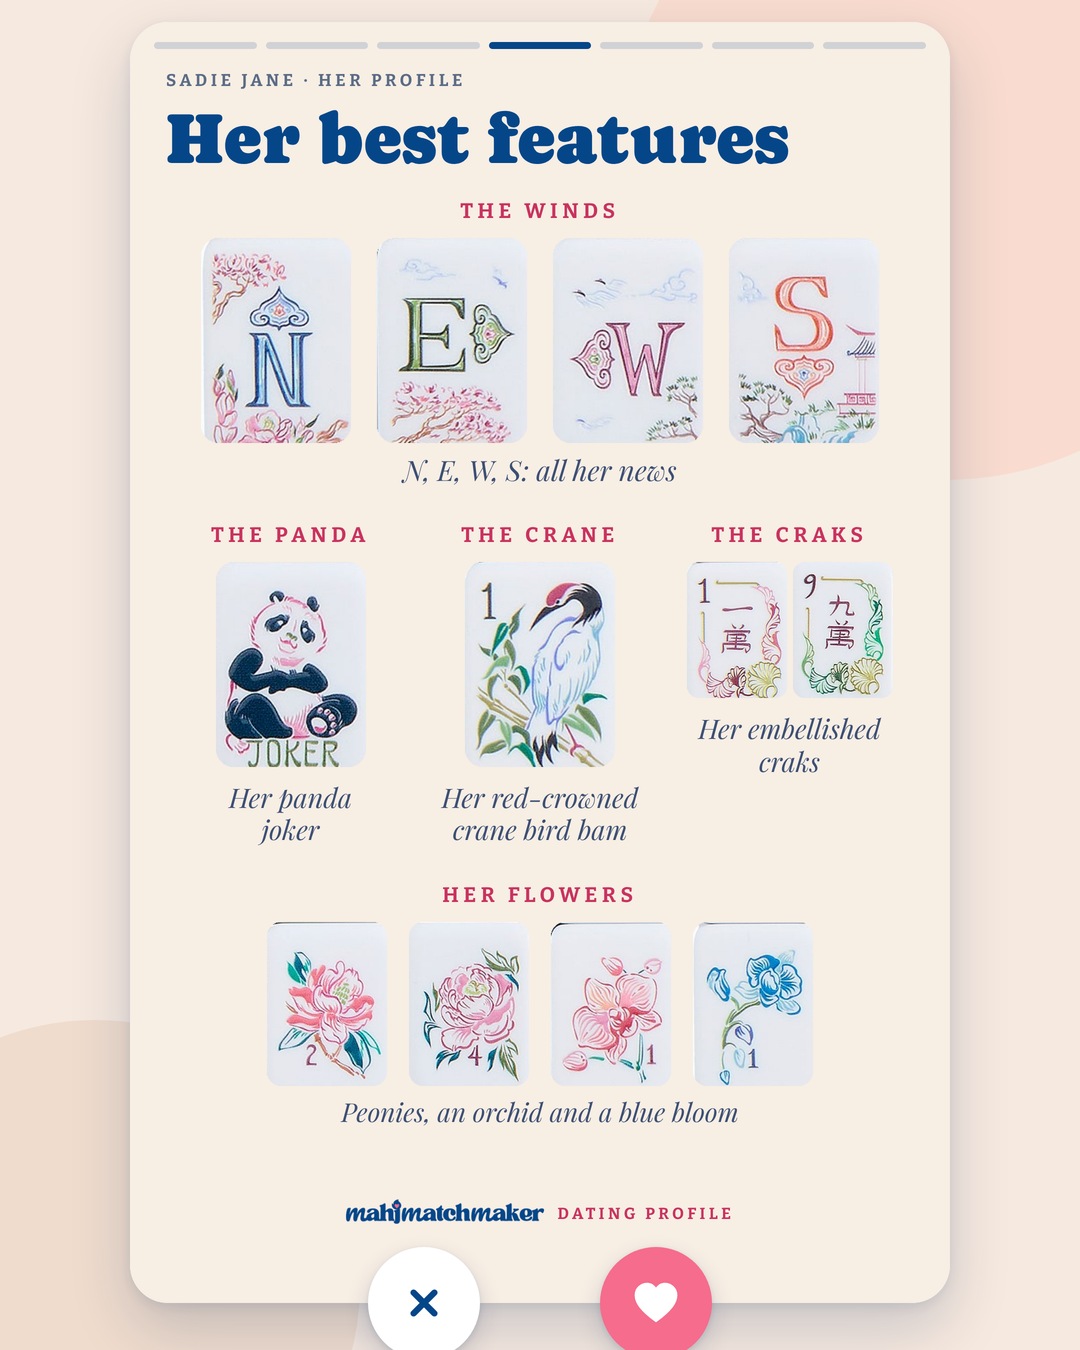 SADIE JANE · HER PROFILE
Her best features
THE WINDS
N
E
W
S
N, E, W, S: all her news
THE PANDA
THE CRANE
THE CRAKS
JOKER
1
1
一
萬
9
九
萬
Her panda
joker
Her red-crowned
crane bird bam
Her embellished
craks
HER FLOWERS
2
4
1
1
Peonies, an orchid and a blue bloom
mahjmatchmaker DATING PROFILE